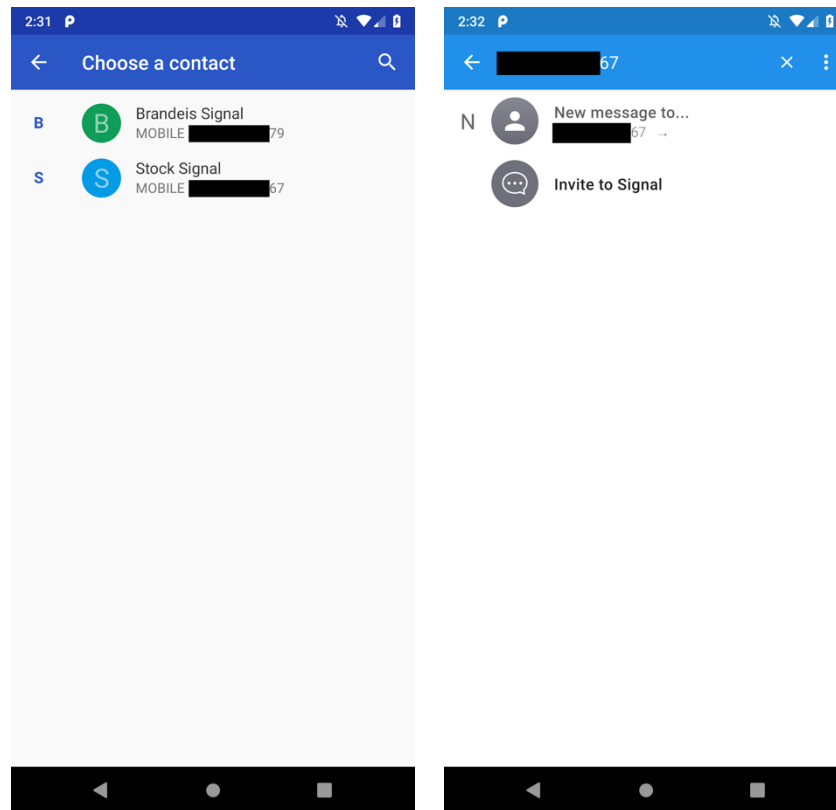 2:31
Choose a contact
B
B
Brandeis Signal
MOBILE 79
S
S
Stock Signal
MOBILE 67
2:32
67
N
New message to...
67 →
Invite to Signal